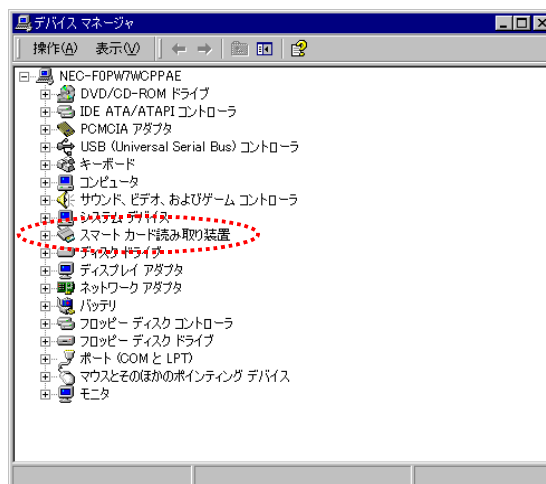 デバイス マネージャ
操作(A) 表示(V)
NEC-F0PW7WCPPAE
DVD/CD-ROM ドライブ
IDE ATA/ATAPI コントローラ
PCMCIA アダプタ
USB (Universal Serial Bus) コントローラ
キーボード
コンピュータ
サウンド、ビデオ、およびゲーム コントローラ
システム デバイス
スマート カード読み取り装置
ディスク ドライブ
ディスプレイ アダプタ
ネットワーク アダプタ
バッテリ
フロッピー ディスク コントローラ
フロッピー ディスク ドライブ
ポート (COM と LPT)
マウスとそのほかのポインティング デバイス
モニタ